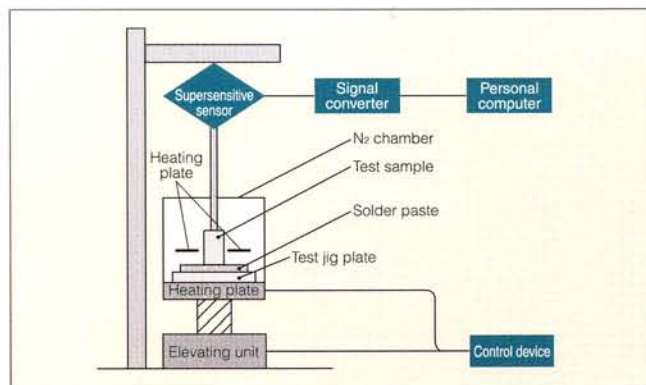 Supersensitive
sensor
Signal
converter
Personal
computer
N₂ chamber
Heating
plate
Test sample
Solder paste
Test jig plate
Heating plate
Elevating unit
Control device